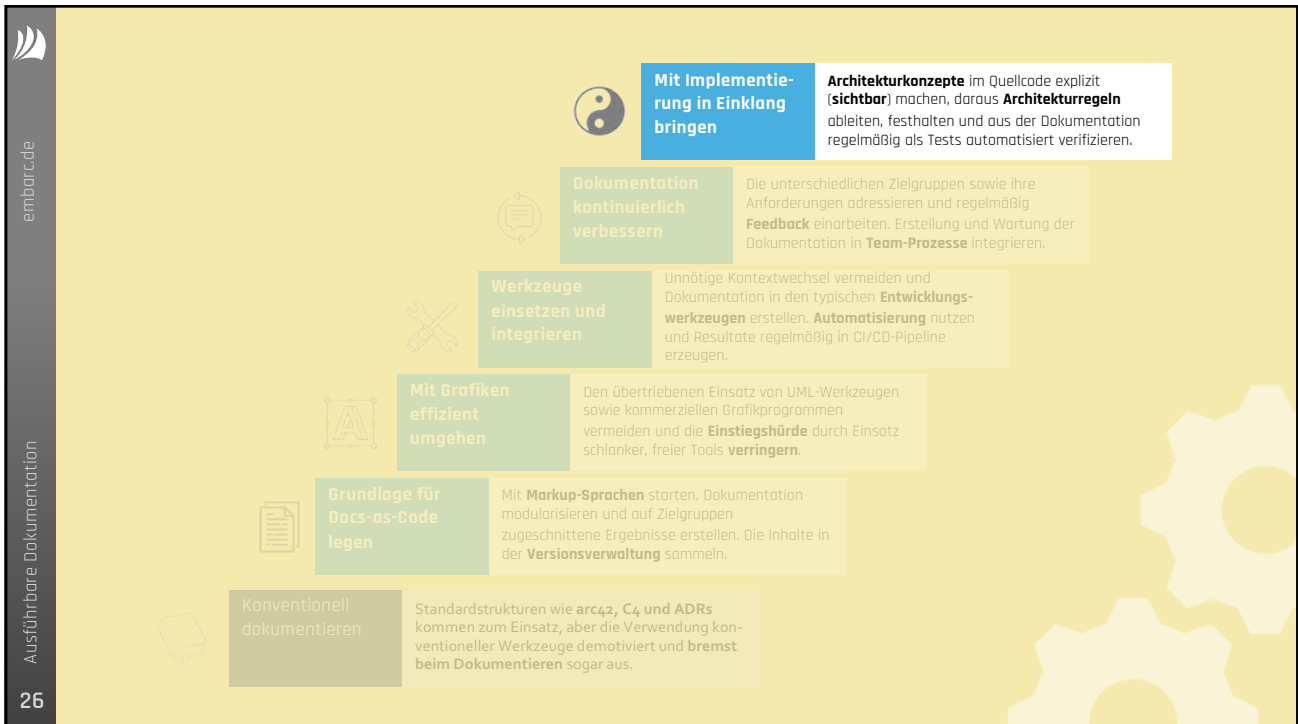 Mit Implementie-
rung in Einklang
bringen
Architekturkonzepte im Quellcode explizit
(sichtbar) machen, daraus Architekturregeln
ableiten, festhalten und aus der Dokumentation
regelmäßig als Tests automatisiert verifizieren.
Dokumentation
kontinuierlich
verbessern
Die unterschiedlichen Zielgruppen sowie ihre
Anforderungen adressieren und regelmäßig
Feedback einarbeiten. Erstellung und Wartung der
Dokumentation in Team-Prozesse integrieren.
Werkzeuge
einsetzen und
integrieren
Unnötige Kontextwechsel vermeiden und
Dokumentation in den typischen Entwicklungs-
werkzeugen erstellen. Automatisierung nutzen
und Resultate regelmäßig in CI/CD-Pipeline
erzeugen.
Mit Grafiken
effizient
umgehen
Den übertriebenen Einsatz von UML-Werkzeugen
sowie kommerziellen Grafikprogrammen
vermeiden und die Einstiegshürde durch Einsatz
schlanker, freier Tools verringern.
Grundlage für
Docs-as-Code
legen
Mit Markup-Sprachen starten, Dokumentation
modularisieren und auf Zielgruppen
zugeschnittene Ergebnisse erstellen. Die Inhalte in
der Versionsverwaltung sammeln.
Konventionell
dokumentieren
Standardstrukturen wie arc42, C4 und ADRs
kommen zum Einsatz, aber die Verwendung kon-
ventioneller Werkzeuge demotiviert und bremst
beim Dokumentieren sogar aus.
embarc.de
Ausführbare Dokumentation
26